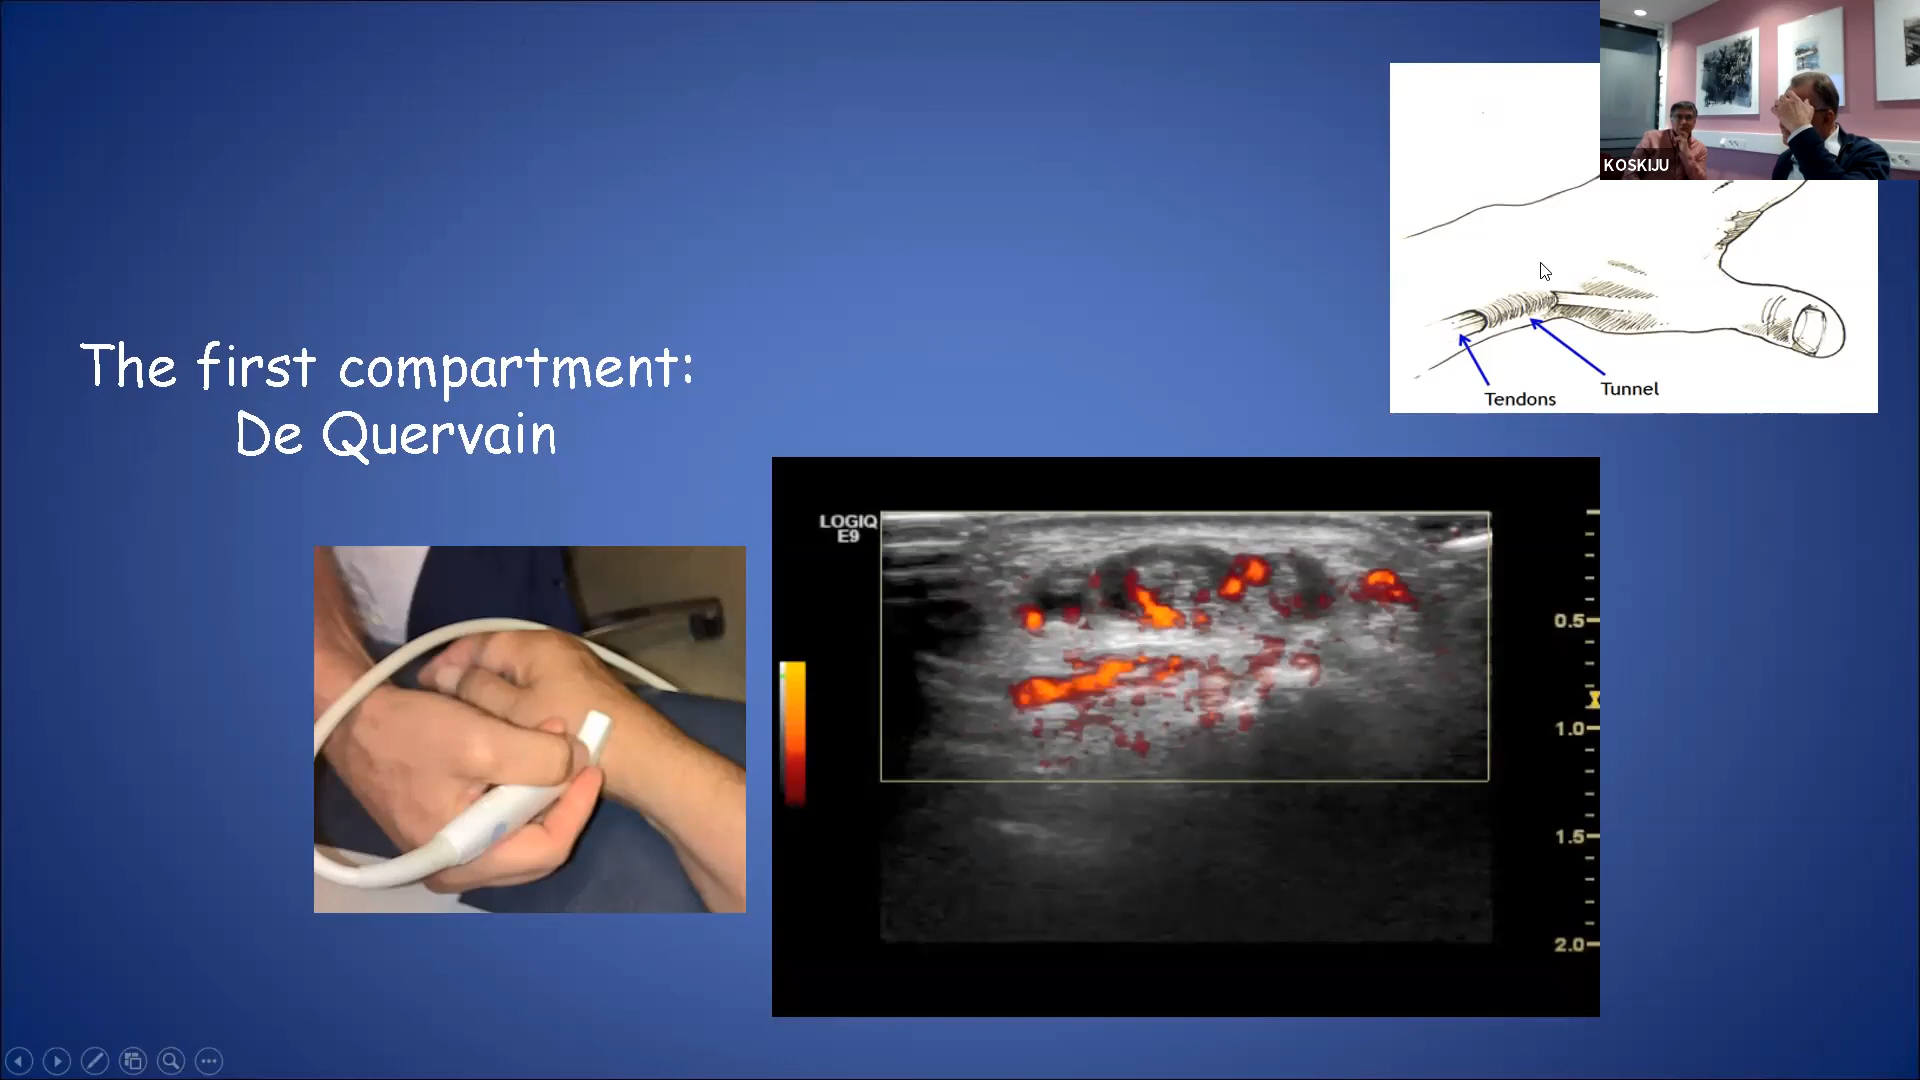 KOSKIJU
Tendons
Tunnel
The first compartment:
De Quervain
LOGIQ
E9
0.5
1.0
1.5
2.0